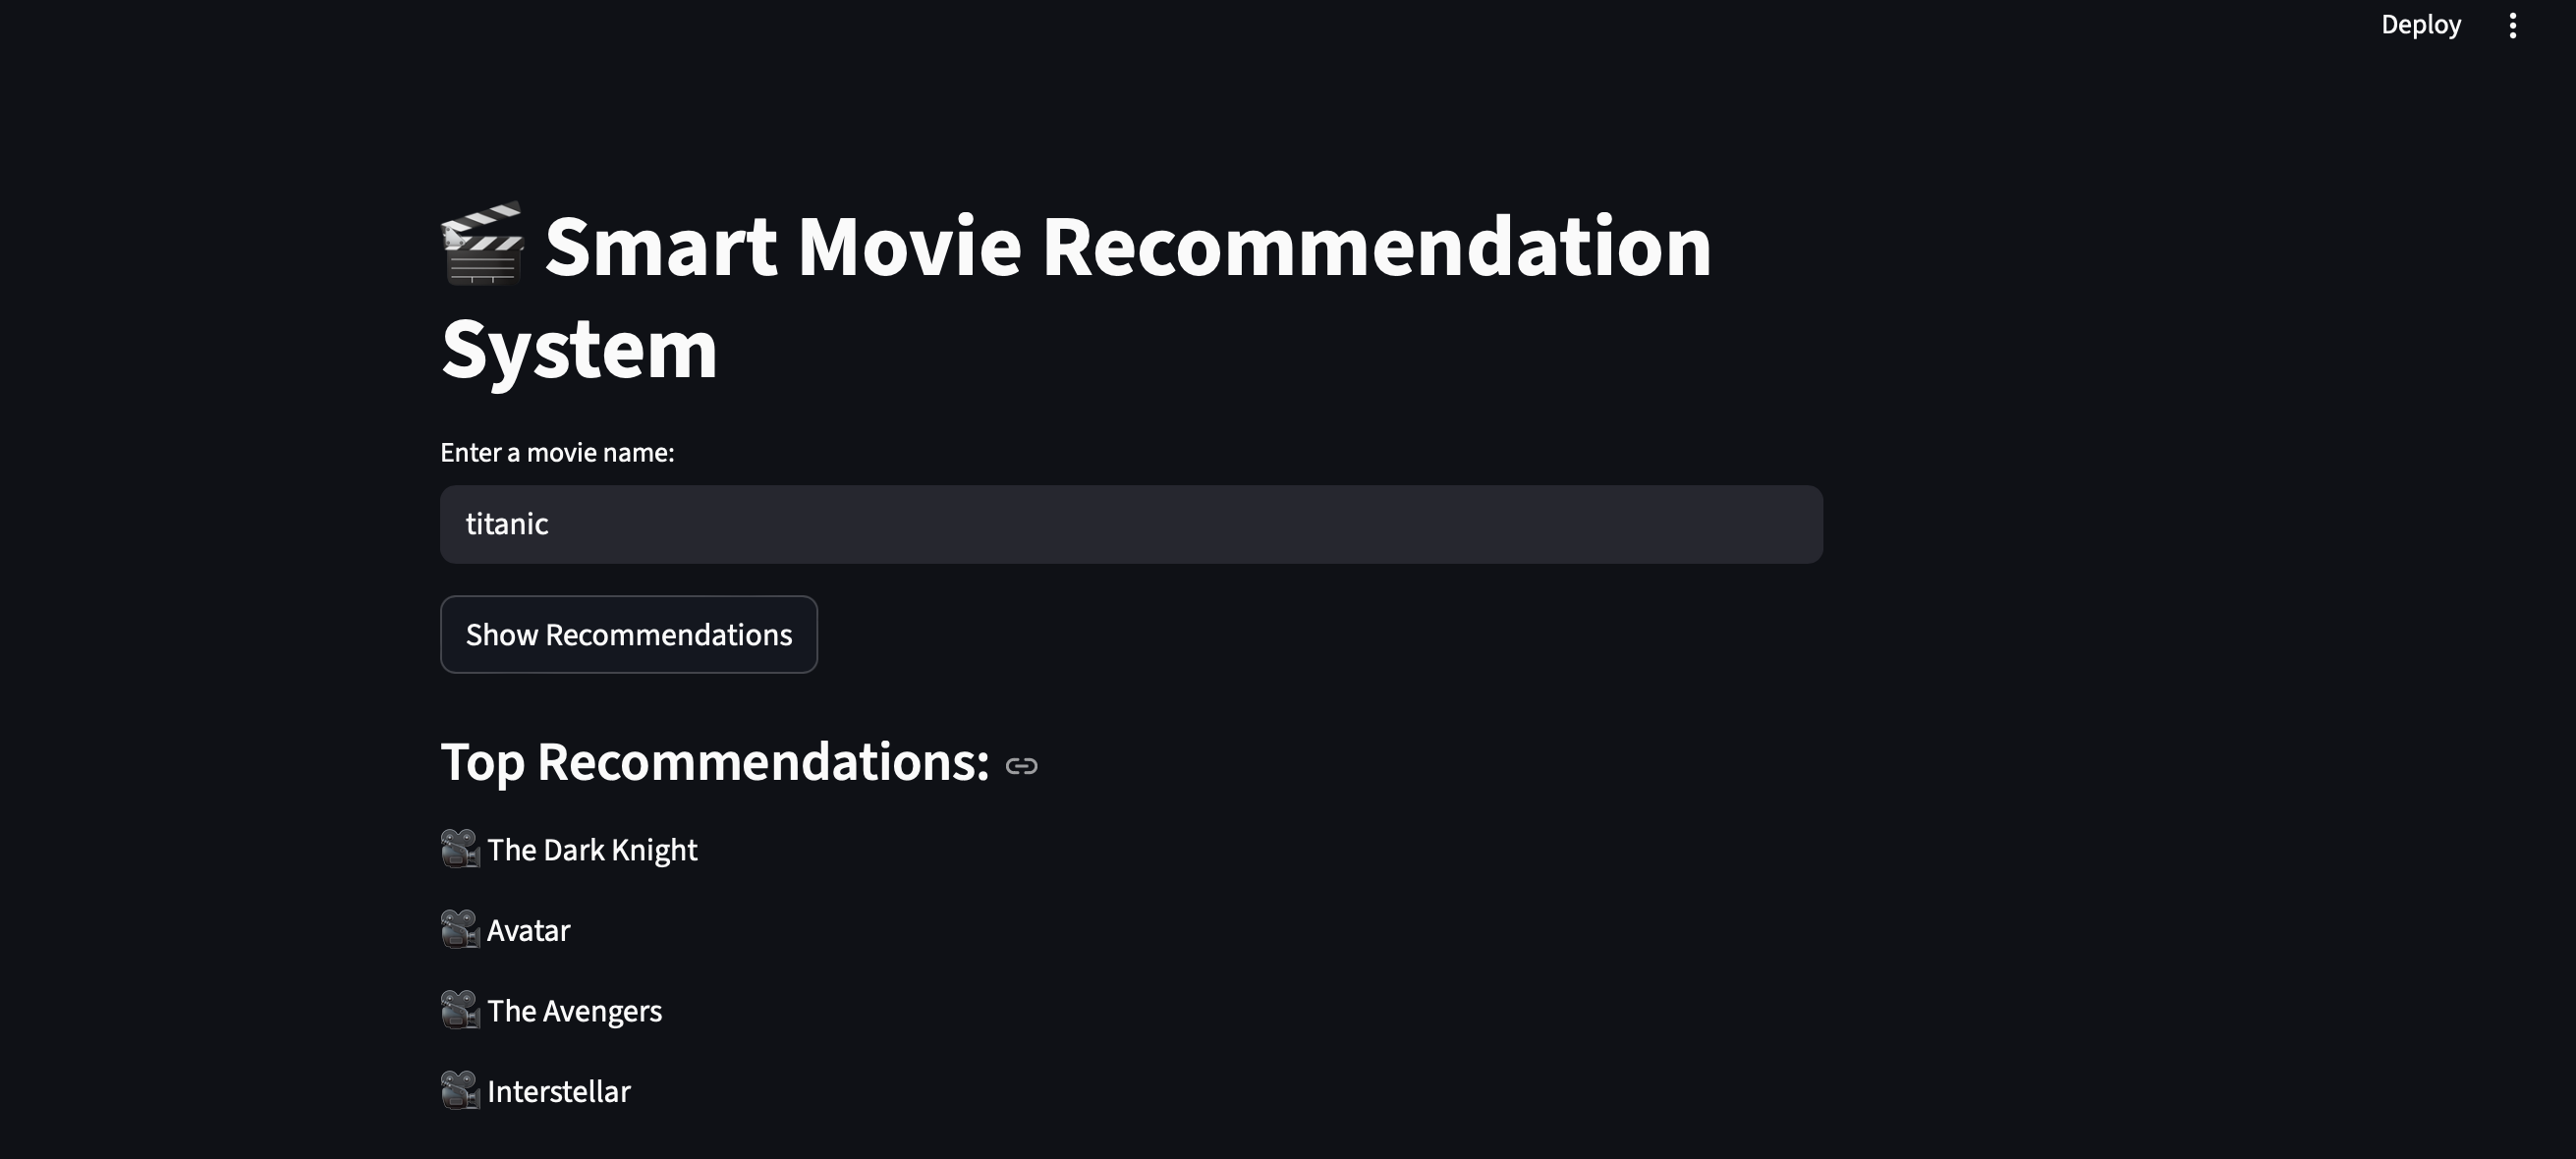 Deploy
🎬 Smart Movie Recommendation
System
Enter a movie name:
titanic
Show Recommendations
Top Recommendations:
🎥 The Dark Knight
🎥 Avatar
🎥 The Avengers
🎥 Interstellar